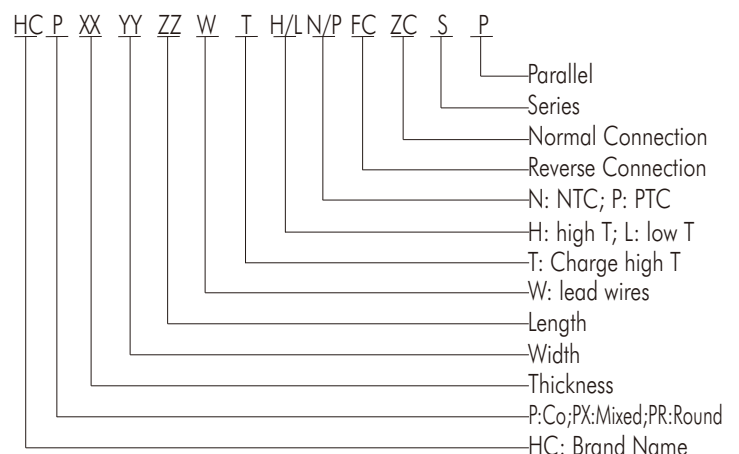 HC P XX YY ZZ W T H/L N/P FC ZC S P
Parallel
Series
Normal Connection
Reverse Connection
N: NTC; P: PTC
H: high T; L: low T
T: Charge high T
W: lead wires
Length
Width
Thickness
P:Co;PX:Mixed;PR:Round
HC: Brand Name